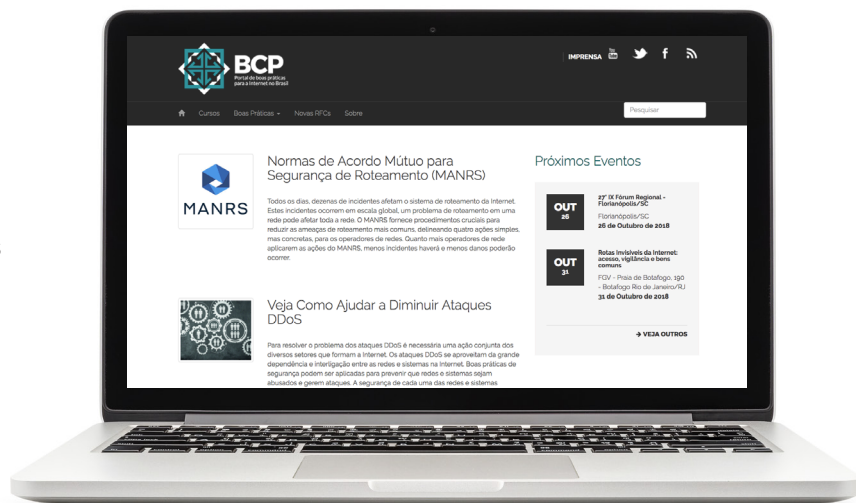 BCP
Portal de boas práticas
para a Internet no Brasil
IMPRENSA
You
Tube
f
Cursos
Boas Práticas
Novas RFCs
Sobre
Pesquisar
MANRS
Normas de Acordo Mútuo para
Segurança de Roteamento (MANRS)
Todos os dias, dezenas de incidentes afetam o sistema de roteamento da Internet.
Estes incidentes ocorrem em escala global, um problema de roteamento em uma
rede pode afetar toda a rede. O MANRS fornece procedimentos cruciais para
reduzir as ameaças de roteamento mais comuns, delineando quatro ações simples,
mas concretas, para os operadores de redes. Quanto mais operadores de rede
aplicarem as ações do MANRS, menos incidentes haverá e menos danos poderão
ocorrer.
Veja Como Ajudar a Diminuir Ataques
DDoS
Para resolver o problema dos ataques DDoS é necessária uma ação conjunta dos
diversos setores que formam a Internet. Os ataques DDoS se aproveitam da grande
dependência e interligação entre as redes e sistemas na Internet. Boas práticas de
segurança podem ser aplicadas para prevenir que redes e sistemas sejam
abusados e gerem ataques. A segurança de cada uma das redes e sistemas
Próximos Eventos
OUT
26
27º IX Fórum Regional -
Florianópolis/SC
Florianópolis/SC
26 de Outubro de 2018
OUT
31
Rotas Invisíveis da Internet:
acesso, vigilância e bens
comuns
FGV - Praia de Botafogo, 190
- Botafogo Rio de Janeiro/RJ
31 de Outubro de 2018
→ VEJA OUTROS